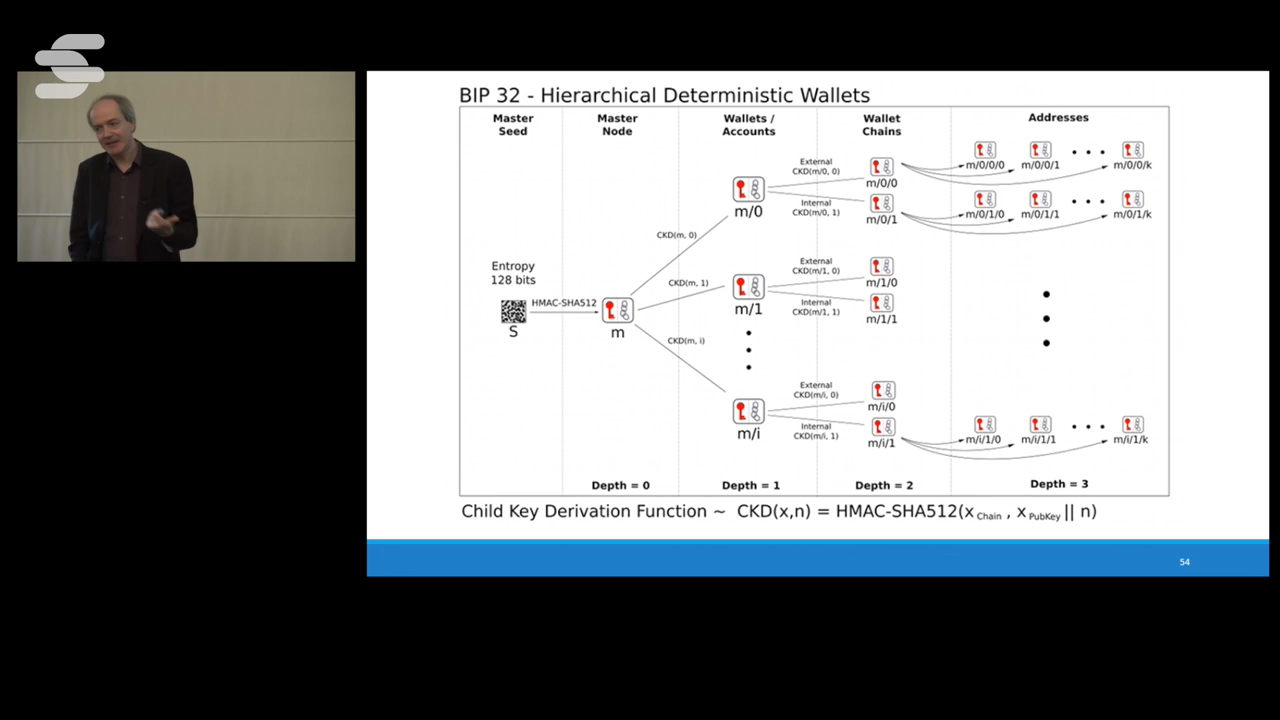 BIP 32 - Hierarchical Deterministic Wallets
Master
Seed
Master
Node
Wallets /
Accounts
Wallet
Chains
Addresses
Entropy
128 bits
S
HMAC-SHA512
m
CKD(m, 0)
CKD(m, 1)
CKD(m, i)
m/0
m/1
m/i
External
CKD(m/0, 0)
Internal
CKD(m/0, 1)
External
CKD(m/1, 0)
Internal
CKD(m/1, 1)
External
CKD(m/i, 0)
Internal
CKD(m/i, 1)
m/0/0
m/0/1
m/1/0
m/1/1
m/i/0
m/i/1
m/0/0/0 m/0/0/1 m/0/0/k
m/0/1/0 m/0/1/1 m/0/1/k
m/i/1/0 m/i/1/1 m/i/1/k
Depth = 0 Depth = 1 Depth = 2 Depth = 3
Child Key Derivation Function ~ CKD(x,n) = HMAC-SHA512(x Chain , x PubKey || n)
54